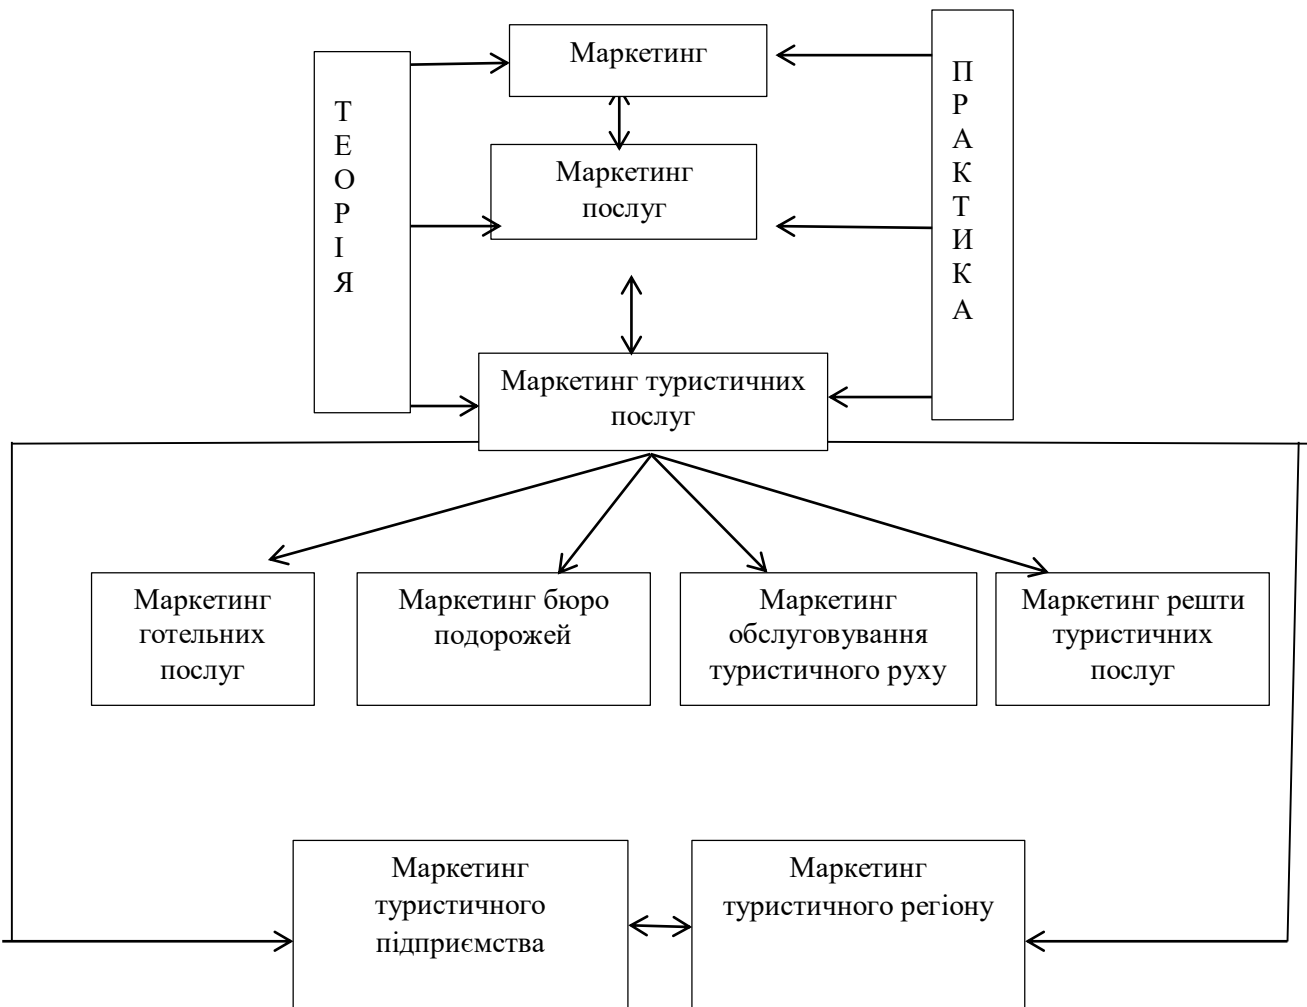 Маркетинг
Т
Е
О
Р
І
Я
П
Р
А
К
Т
И
К
А
Маркетинг
послуг
Маркетинг туристичних
послуг
Маркетинг
готельних
послуг
Маркетинг бюро
подорожей
Маркетинг
обслуговування
туристичного руху
Маркетинг решти
туристичних
послуг
Маркетинг
туристичного
підприємства
Маркетинг
туристичного регіону